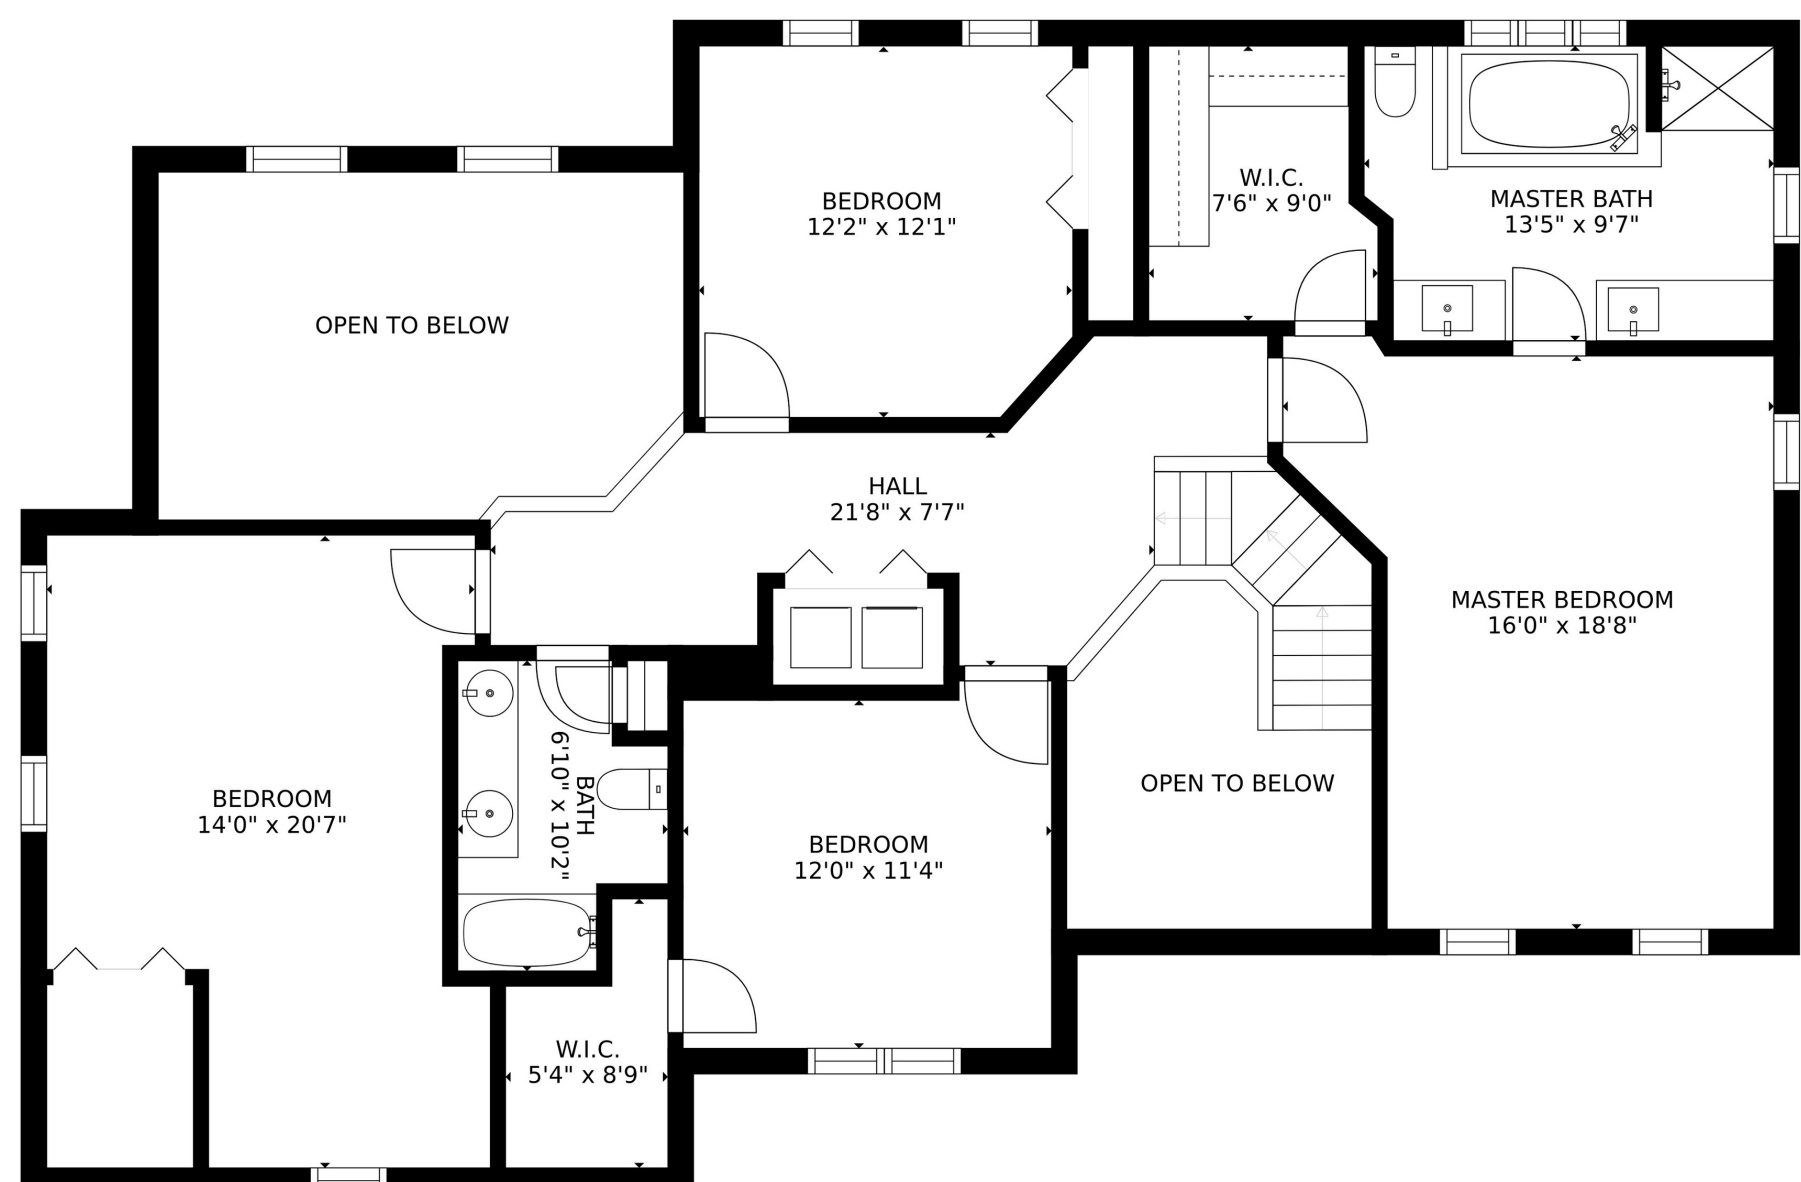 BEDROOM
12'2" x 12'1"
W.I.C.
7'6" x 9'0"
MASTER BATH
13'5" x 9'7"
OPEN TO BELOW
HALL
21'8" x 7'7"
MASTER BEDROOM
16'0" x 18'8"
BEDROOM
14'0" x 20'7"
BATH
6'10" x 10'2"
BEDROOM
12'0" x 11'4"
OPEN TO BELOW
W.I.C.
5'4" x 8'9"